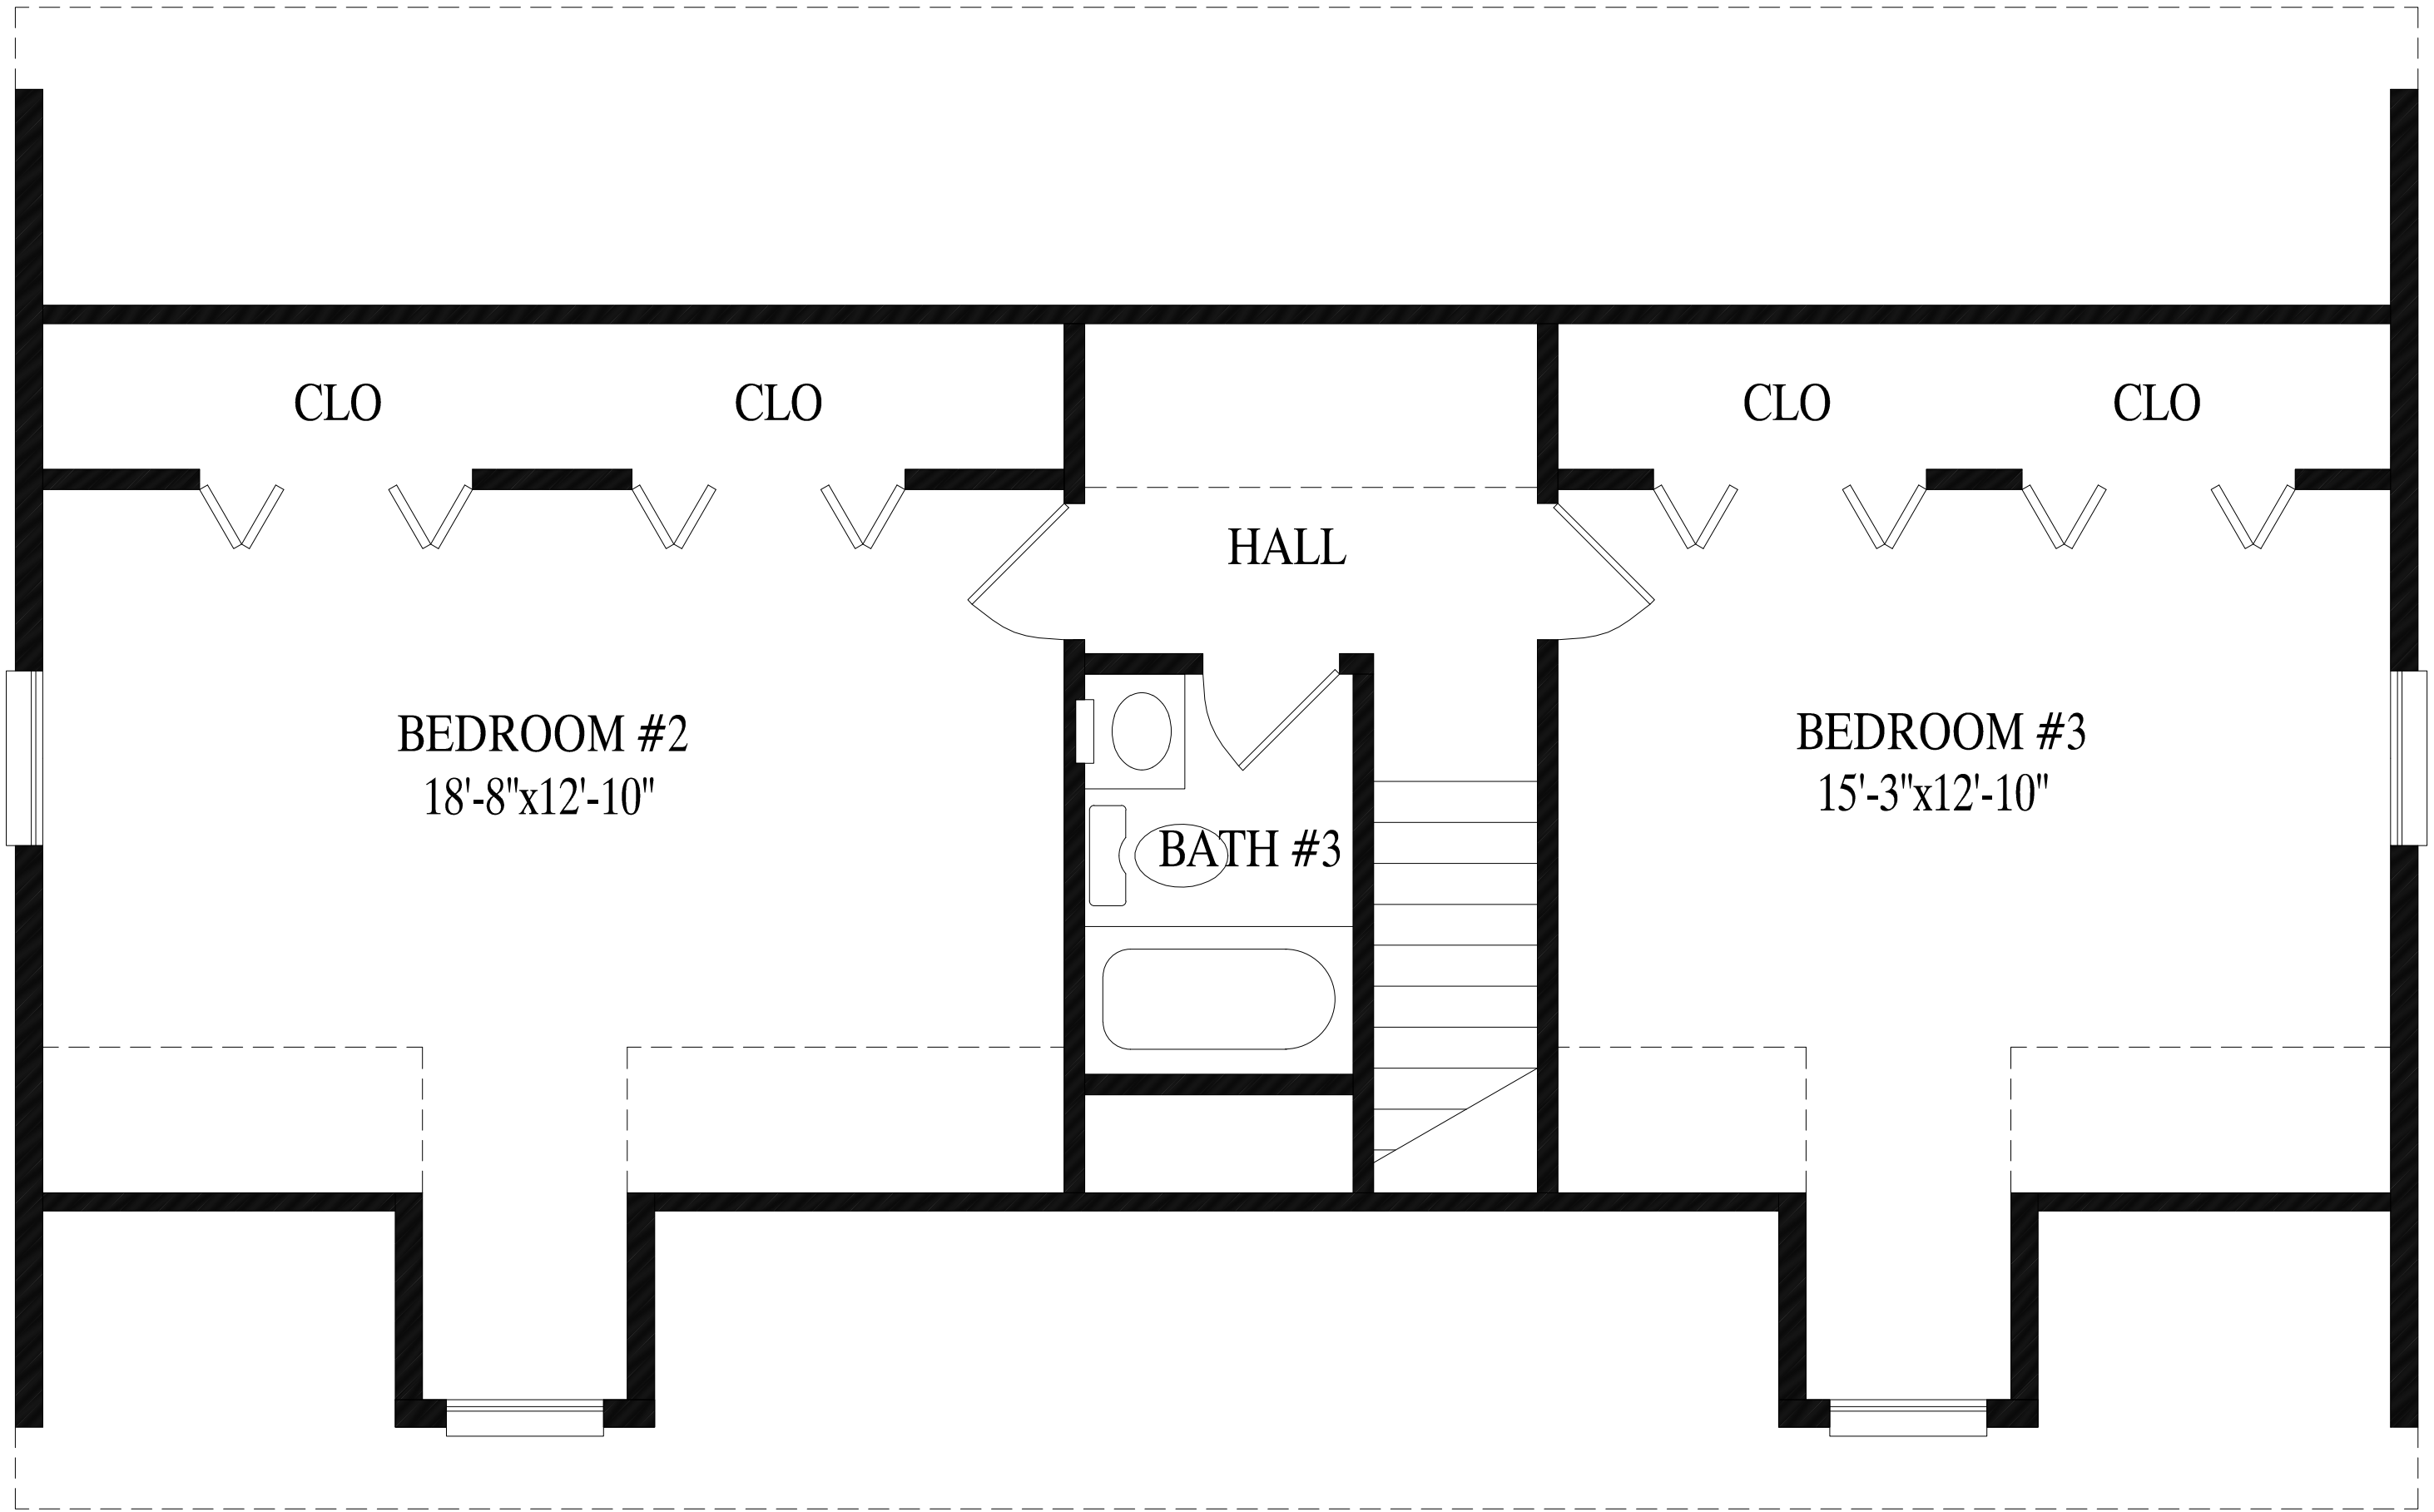 CLO
CLO
CLO
CLO
HALL
BEDROOM #2
18'-8"x12'-10"
BEDROOM #3
15'-3"x12'-10"
BATH #3